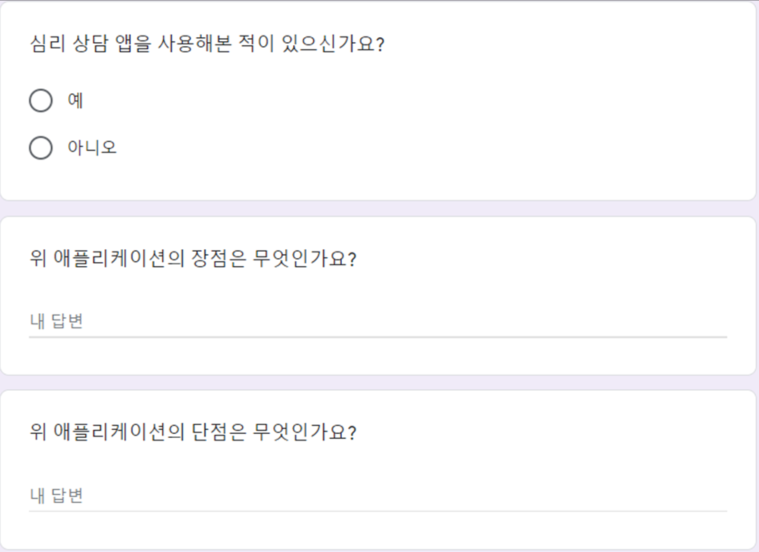 심리 상담 앱을 사용해본 적이 있으신가요?
예
아니오
위 애플리케이션의 장점은 무엇인가요?
내 답변
위 애플리케이션의 단점은 무엇인가요?
내 답변